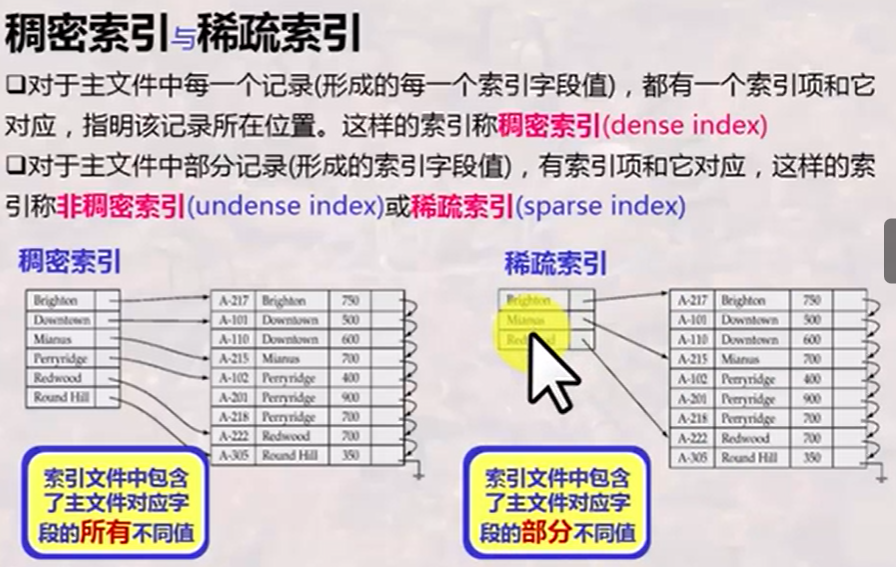 稠密索引与稀疏索引
❑对于主文件中每一个记录(形成的每一个索引字段值)，都有一个索引项和它
对应，指明该记录所在位置。这样的索引称稠密索引(dense index)
❑对于主文件中部分记录(形成的索引字段值)，有索引项和它对应，这样的索
引称非稠密索引(undense index)或稀疏索引(sparse index)
稠密索引
Brighton
Downtown
Mianus
Perryridge
Redwood
Round Hill
A-217 Brighton 750
A-101 Downtown 500
A-110 Downtown 600
A-215 Mianus 700
A-102 Perryridge 400
A-201 Perryridge 900
A-218 Perryridge 700
A-222 Redwood 700
A-305 Round Hill 350
索引文件中包含
了主文件对应字
段的所有不同值
稀疏索引
Brighton
Mianus
Redwood
A-217 Brighton 750
A-101 Downtown 500
A-110 Downtown 600
A-215 Mianus 700
A-102 Perryridge 400
A-201 Perryridge 900
A-218 Perryridge 700
A-222 Redwood 700
A-305 Round Hill 350
索引文件中包含
了主文件对应字
段的部分不同值